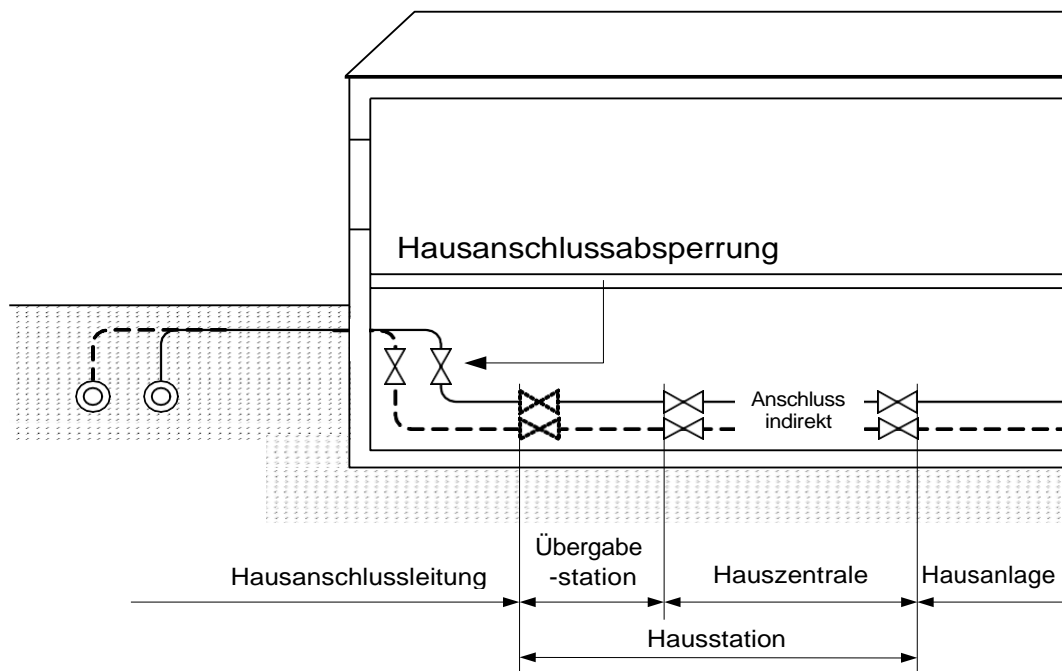 Hausanschlussabsperrung
Anschluss
indirekt
Übergabe
-station
Hausanschlussleitung
Hauszentrale
Hausanlage
Hausstation